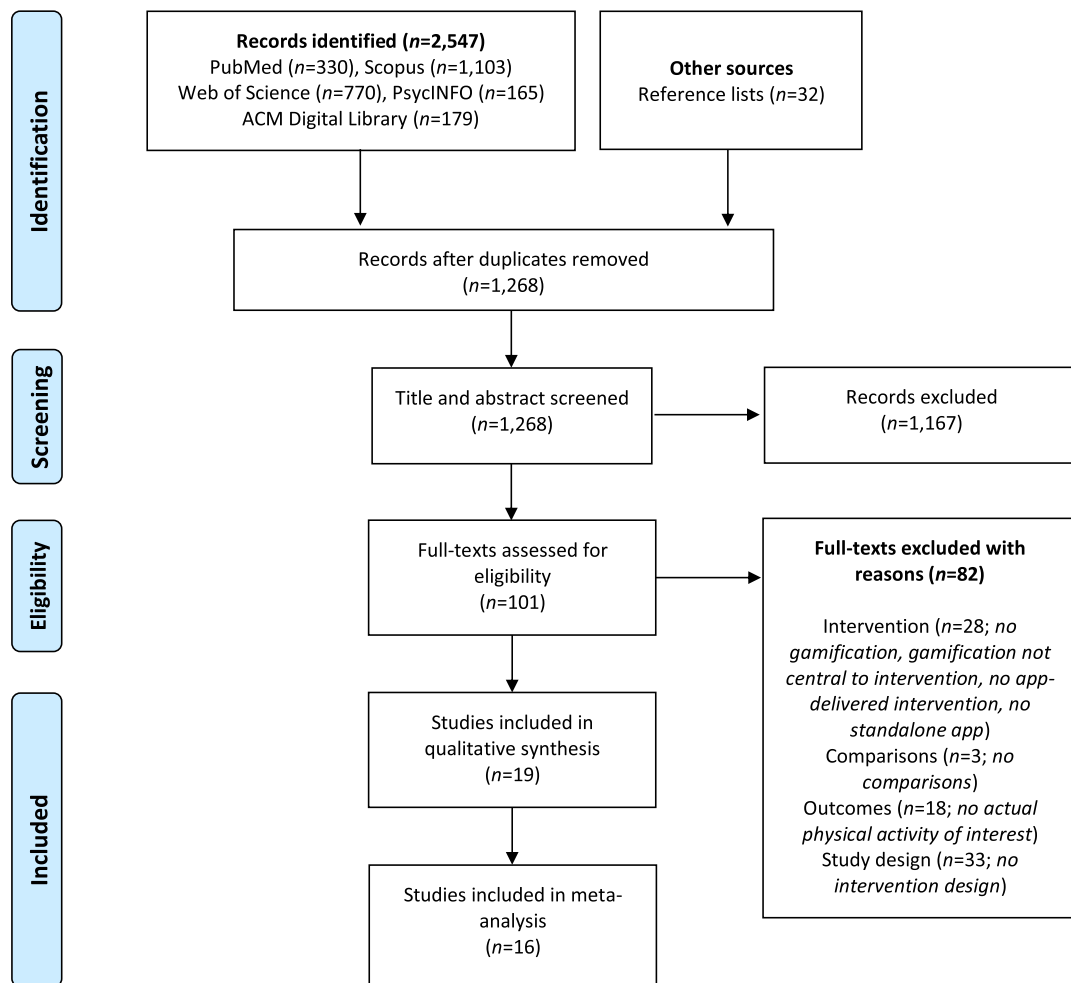 Identification
Records identified (n=2,547)
PubMed (n=330), Scopus (n=1,103)
Web of Science (n=770), PsycINFO (n=165)
ACM Digital Library (n=179)
Other sources
Reference lists (n=32)
Records after duplicates removed
(n=1,268)
Screening
Title and abstract screened
(n=1,268)
Records excluded
(n=1,167)
Eligibility
Full-texts assessed for
eligibility
(n=101)
Full-texts excluded with
reasons (n=82)
Intervention (n=28; no
gamification, gamification not
central to intervention, no app-
delivered intervention, no
standalone app)
Comparisons (n=3; no
comparisons)
Outcomes (n=18; no actual
physical activity of interest)
Study design (n=33; no
intervention design)
Included
Studies included in
qualitative synthesis
(n=19)
Studies included in meta-
analysis
(n=16)